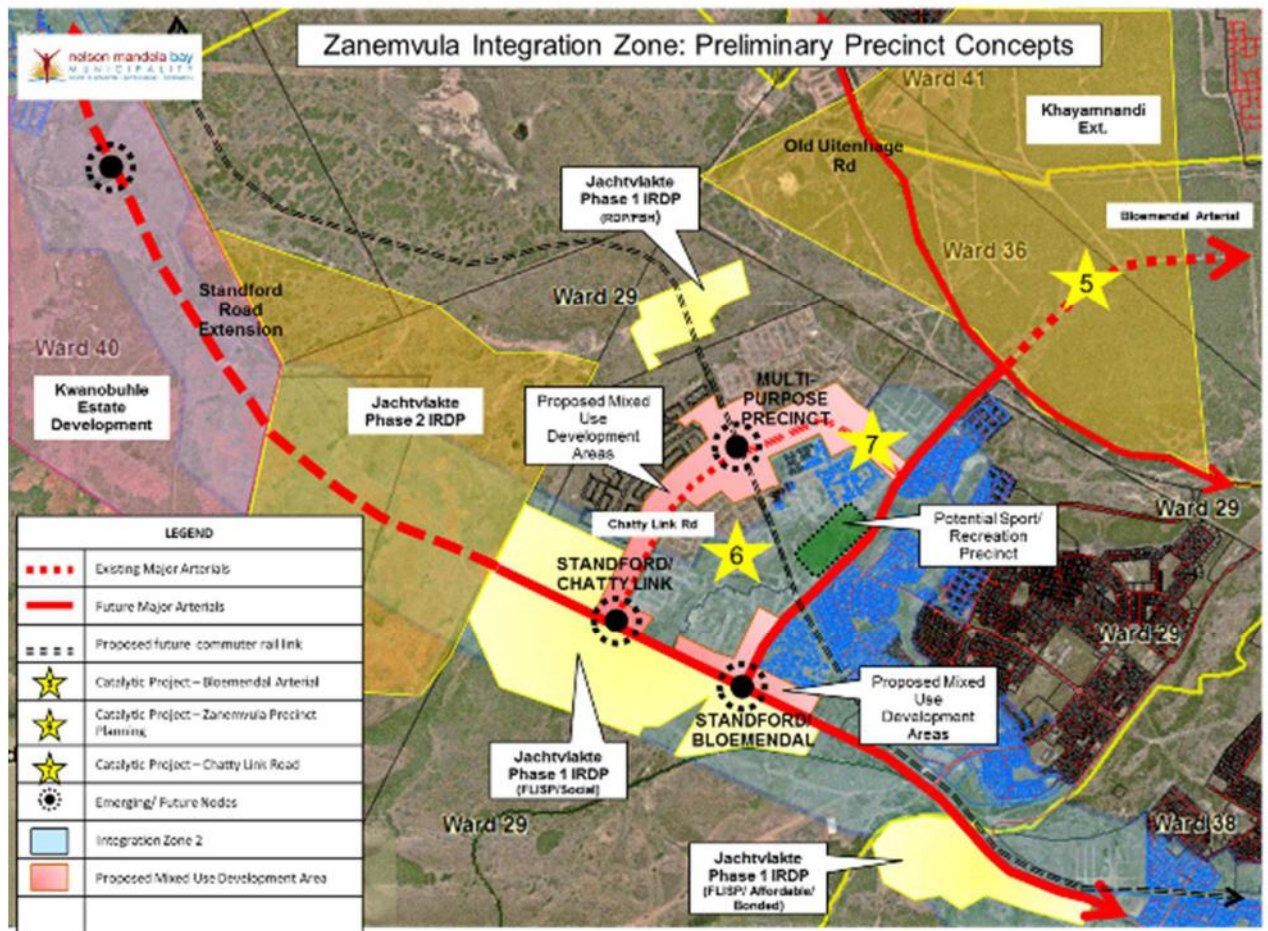 nelson mandela bay
MUNICIPALITY
Zanemvula Integration Zone: Preliminary Precinct Concepts
Ward 41
Khayamnandi
Ext.
Old Uitenhage
Rd
Jachtvlakte
Phase 1 IRDP
Bloemendal Arterial
Ward 36
5
Standford
Road
Extension
Ward 29
Ward 40
Kwanobuhle
Estate
Development
Jachtvlakte
Phase 2 IRDP
Proposed Mixed
Use
Development
Areas
MULTI-
PURPOSE
PRECINCT
7
Ward 29
Chatty Link Rd
Potential Sport/
Recreation
Precinct
6
STANDFORD/
CHATTY LINK
Ward 29
Proposed Mixed
Use
Development
Areas
STANDFORD/
BLOEMENDAL
Jachtvlakte
Phase 1 IRDP
(FLISP/Social)
Ward 29
Ward 38
Jachtvlakte
Phase 1 IRDP
(FLISP/ Affordable/
Bonded)
LEGEND
Existing Major Arterials
Future Major Arterials
Proposed future commuter rail link
Catalytic Project – Bloemendal Arterial
Catalytic Project – Zanemvula Precinct
Planning
Catalytic Project – Chatty Link Road
Emerging/ Future Nodes
Integration Zone 2
Proposed Mixed Use Development Area